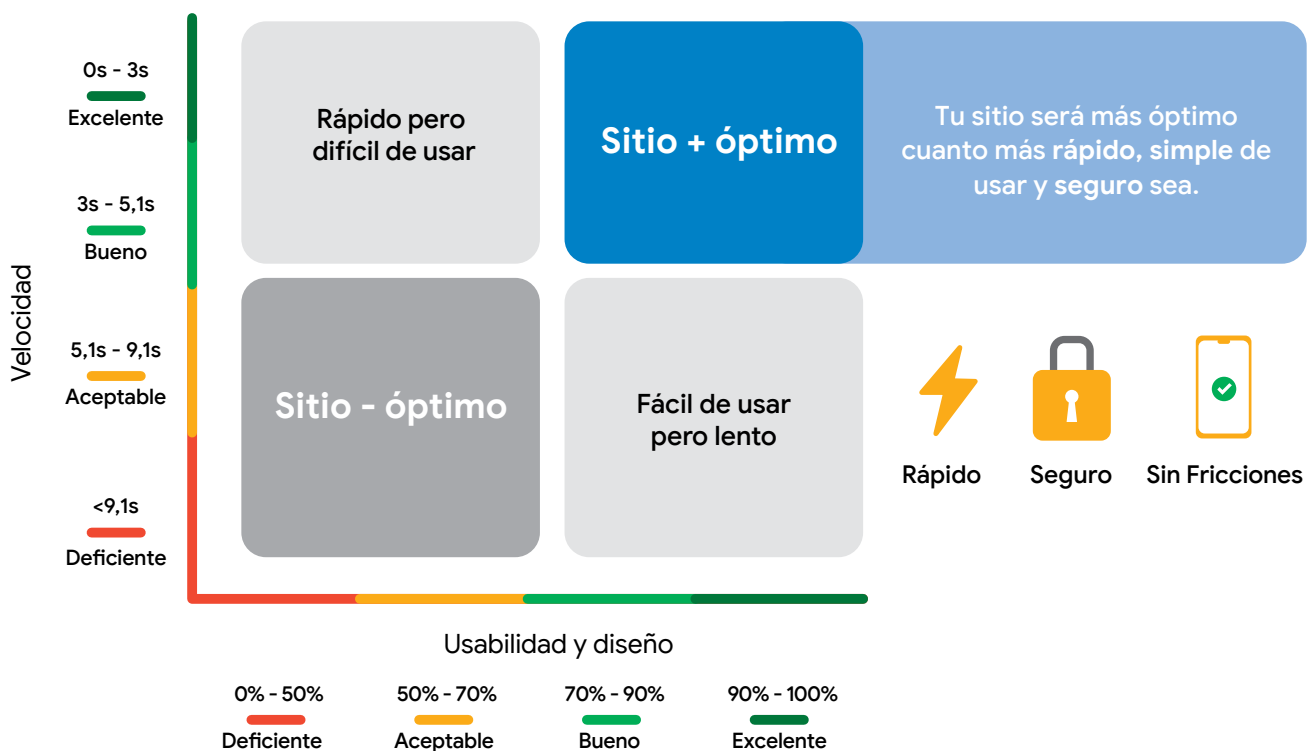 Velocidad
0s - 3s
Excelente
3s - 5,1s
Bueno
5,1s - 9,1s
Aceptable
<9,1s
Deficiente
Rápido pero
difícil de usar
Sitio + óptimo
Tu sitio será más óptimo
cuanto más rápido, simple de
usar y seguro sea.
Sitio - óptimo
Fácil de usar
pero lento
Rápido
Seguro
Sin Fricciones
Usabilidad y diseño
0% - 50%
Deficiente
50% - 70%
Aceptable
70% - 90%
Bueno
90% - 100%
Excelente